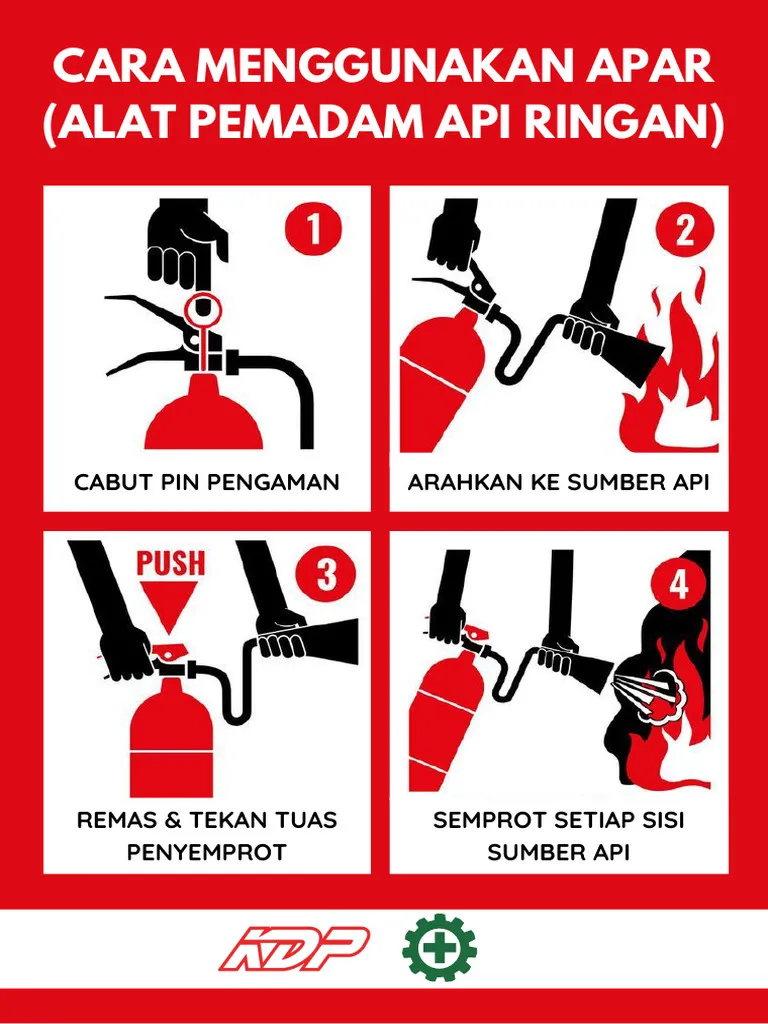 CARA MENGGUNAKAN APAR
(ALAT PEMADAM API RINGAN)
1
CABUT PIN PENGAMAN
2
ARAHKAN KE SUMBER API
PUSH
3
REMAS & TEKAN TUAS
PENYEMPROT
4
SEMPROT SETIAP SISI
SUMBER API
KDP